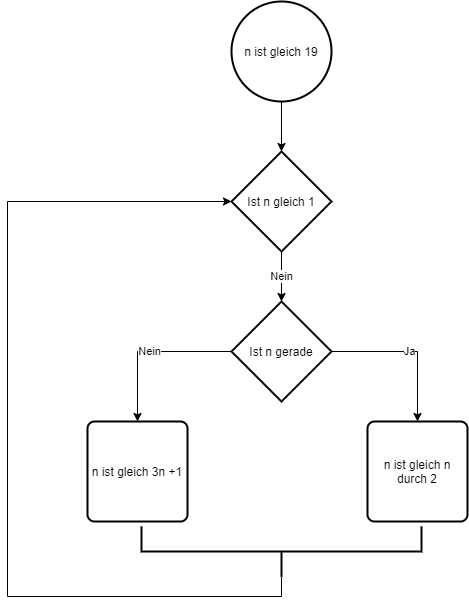 n ist gleich 19
Ist n gleich 1
Nein
Ist n gerade
Nein
Ja
n ist gleich 3n +1
n ist gleich n
durch 2